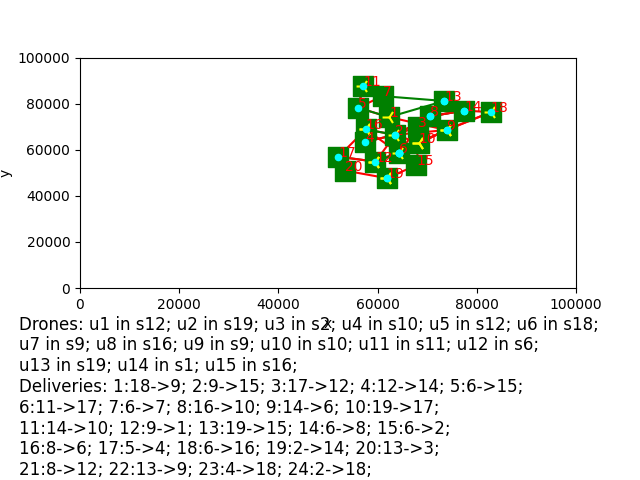 100000
80000
60000
40000
20000
0
y
0 20000 40000 60000 80000 100000
x
Drones: u1 in s12; u2 in s19; u3 in s2; u4 in s10; u5 in s12; u6 in s18;
u7 in s9; u8 in s16; u9 in s9; u10 in s10; u11 in s11; u12 in s6;
u13 in s19; u14 in s1; u15 in s16;
Deliveries: 1:18->9; 2:9->15; 3:17->12; 4:12->14; 5:6->15;
6:11->17; 7:6->7; 8:16->10; 9:14->6; 10:19->17;
11:14->10; 12:9->1; 13:19->15; 14:6->8; 15:6->2;
16:8->6; 17:5->4; 18:6->16; 19:2->14; 20:13->3;
21:8->12; 22:13->9; 23:4->18; 24:2->18;